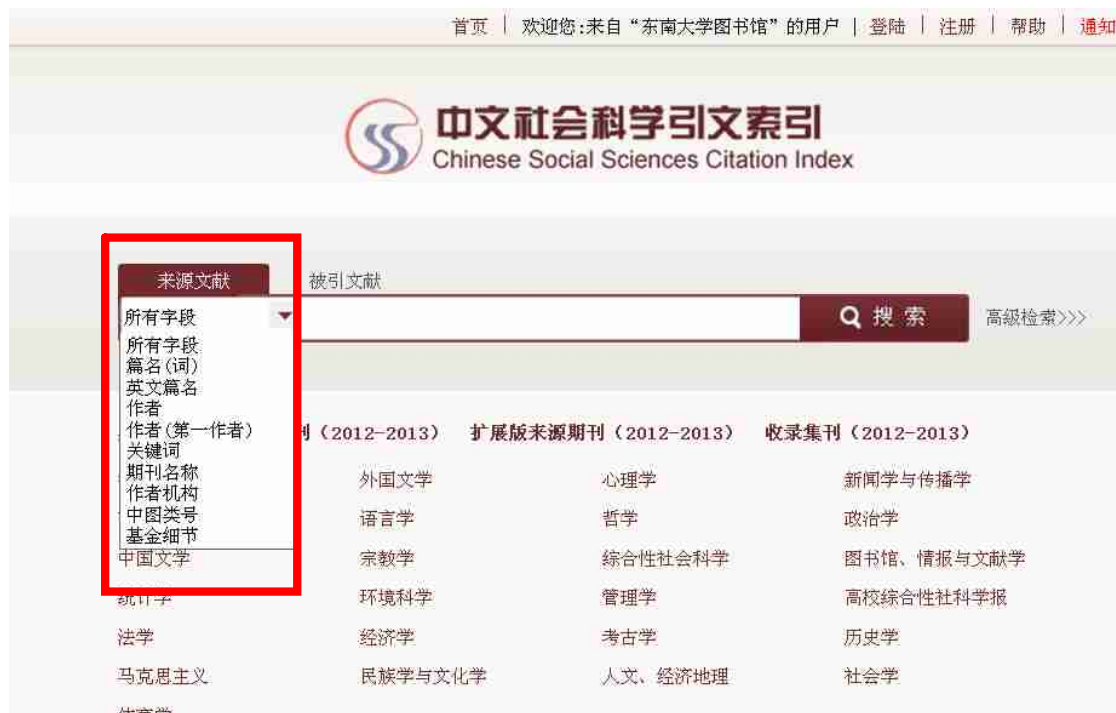 首页 | 欢迎您:来自“东南大学图书馆”的用户 | 登陆 | 注册 | 帮助 | 通知
中文社会科学引文索引
Chinese Social Sciences Citation Index
来源文献 被引文献
所有字段 搜索 高级检索>>>
所有字段
篇名(词)
英文篇名
作者
作者(第一作者)
关键词
期刊名称
作者机构
中图类号
基金细节
刊（2012-2013） 扩展版来源期刊（2012-2013） 收录集刊（2012-2013）
外国文学 心理学 新闻学与传播学
语言学 哲学 政治学
中国文学 宗教学 综合性社会科学 图书馆、情报与文献学
统计学 环境科学 管理学 高校综合性社科学报
法学 经济学 考古学 历史学
马克思主义 民族学与文化学 人文、经济地理 社会学
体育学